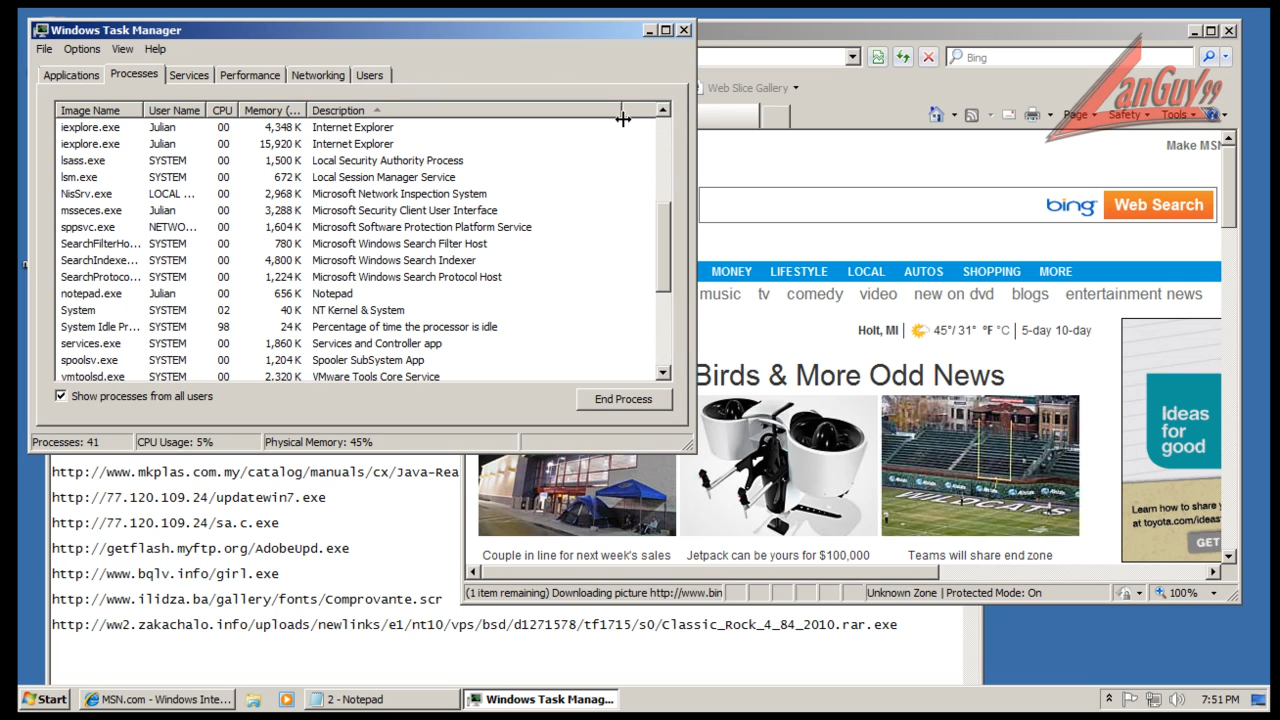 Windows Task Manager
File Options View Help
Applications Processes Services Performance Networking Users
Image Name User Name CPU Memory (... Description
iexplore.exe Julian 00 4,348 K Internet Explorer
iexplore.exe Julian 00 15,920 K Internet Explorer
lsass.exe SYSTEM 00 1,500 K Local Security Authority Process
lsm.exe SYSTEM 00 672 K Local Session Manager Service
NisSrv.exe LOCAL ... 00 2,968 K Microsoft Network Inspection System
msseces.exe Julian 00 3,288 K Microsoft Security Client User Interface
sppsvc.exe NETWO... 00 1,604 K Microsoft Software Protection Platform Service
SearchFilterHo... SYSTEM 00 780 K Microsoft Windows Search Filter Host
SearchIndexe... SYSTEM 00 4,800 K Microsoft Windows Search Indexer
SearchProtoco... SYSTEM 00 1,224 K Microsoft Windows Search Protocol Host
notepad.exe Julian 00 656 K Notepad
System SYSTEM 02 40 K NT Kernel & System
System Idle Pr... SYSTEM 98 24 K Percentage of time the processor is idle
services.exe SYSTEM 00 1,860 K Services and Controller app
spoolsv.exe SYSTEM 00 1,204 K Spooler SubSystem App
vmtoolsd.exe SYSTEM 00 2,320 K VMware Tools Core Service
Show processes from all users
End Process
Processes: 41 CPU Usage: 5% Physical Memory: 45%
Bing
Web Slice Gallery
LanGuy99
Page Safety Tools
Make MSN
bing Web Search
MONEY LIFESTYLE LOCAL AUTOS SHOPPING MORE
music tv comedy video new on dvd blogs entertainment news
Holt, MI 45°/ 31° °F °C 5-day 10-day
Birds & More Odd News
WILDCATS
Couple in line for next week's sales
Jetpack can be yours for $100,000
Teams will share end zone
Ideas
for
good
Learn how to share y
at toyota.com/ideas
GET
(1 item remaining) Downloading picture http://www.bin Unknown Zone | Protected Mode: On 100%
http://www.mkplas.com.my/catalog/manuals/cx/Java-Rea
http://77.120.109.24/updatewin7.exe
http://77.120.109.24/sa.c.exe
http://getflash.myftp.org/AdobeUpd.exe
http://www.bqlv.info/girl.exe
http://www.ilidza.ba/gallery/fonts/Comprovante.scr
http://ww2.zakachalo.info/uploads/newlinks/e1/nt10/vps/bsd/d1271578/tf1715/s0/Classic_Rock_4_84_2010.rar.exe
Start MSN.com - Windows Inte... 2 - Notepad Windows Task Manag... 7:51 PM